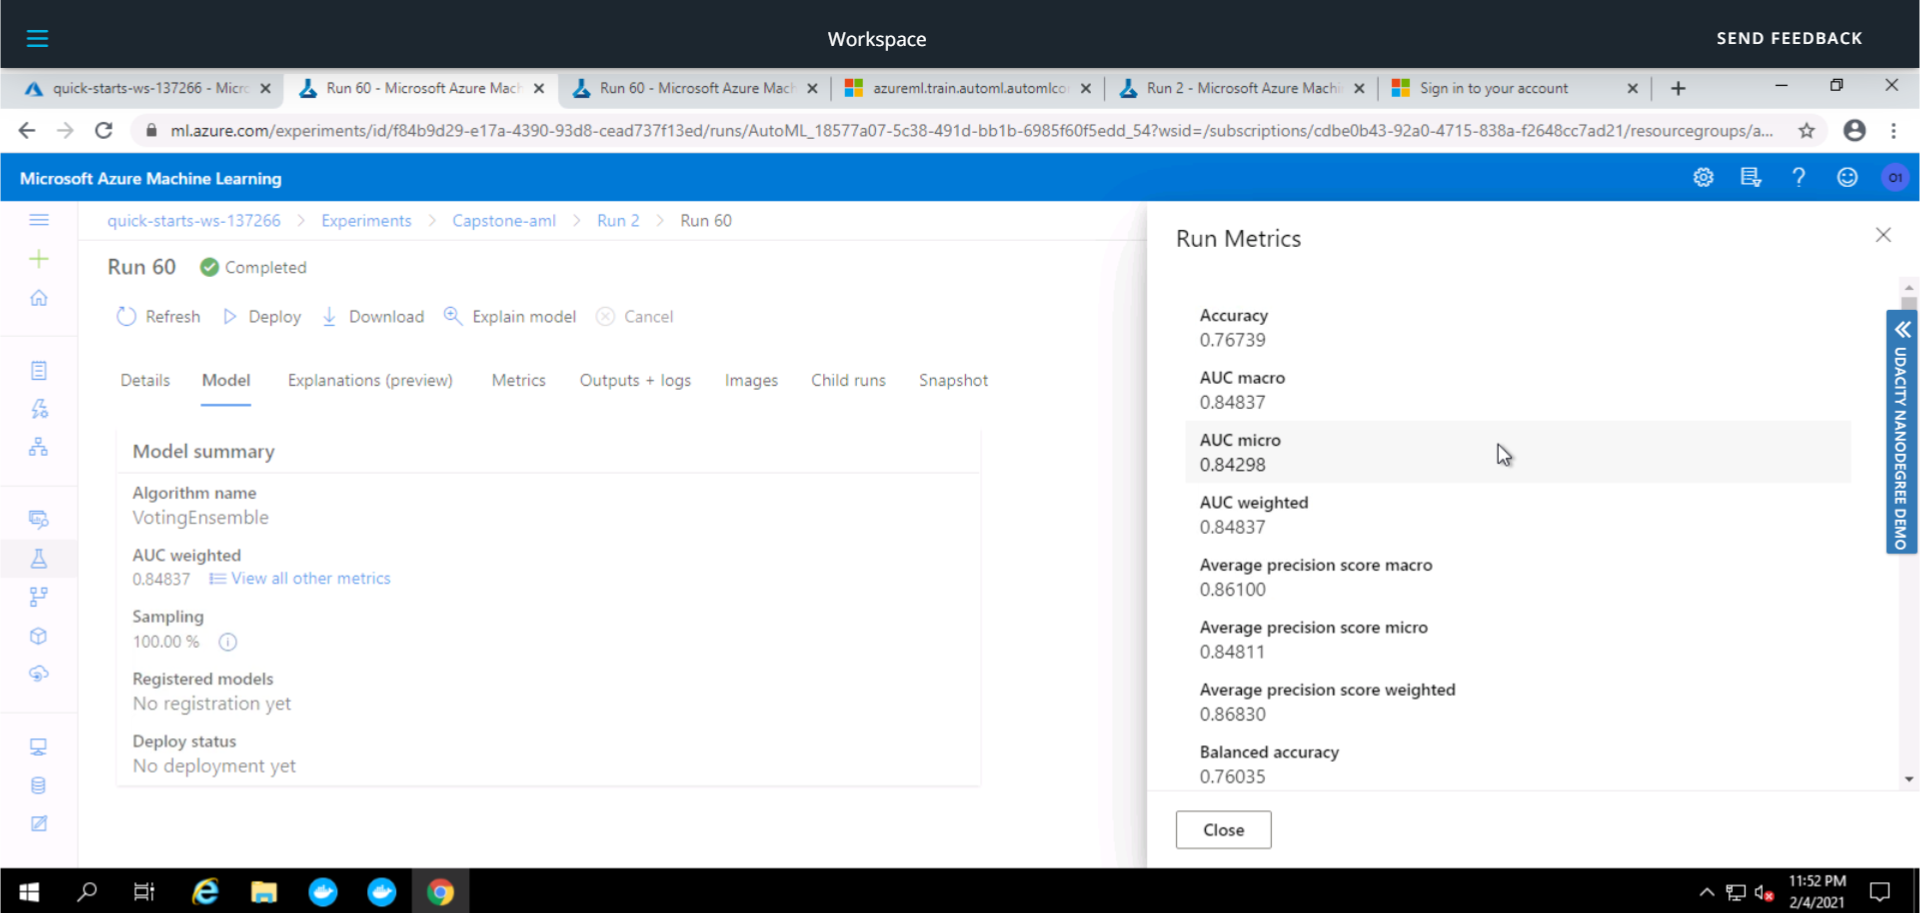 Workspace
SEND FEEDBACK
quick-starts-ws-137266 - Micro
Run 60 - Microsoft Azure Mach
Run 60 - Microsoft Azure Mach
azureml.train.automl.automlco
Run 2 - Microsoft Azure Machi
Sign in to your account
ml.azure.com/experiments/id/f84b9d29-e17a-4390-93d8-cead737f13ed/runs/AutoML_18577a07-5c38-491d-bb1b-6985f60f5edd_54?wsid=/subscriptions/cdbe0b43-92a0-4715-838a-f2648cc7ad21/resourcegroups/a...
Microsoft Azure Machine Learning
O1
quick-starts-ws-137266 > Experiments > Capstone-aml > Run 2 > Run 60
Run 60
Completed
Refresh
Deploy
Download
Explain model
Cancel
Details
Model
Explanations (preview)
Metrics
Outputs + logs
Images
Child runs
Snapshot
Model summary
Algorithm name
VotingEnsemble
AUC weighted
0.84837
View all other metrics
Sampling
100.00 %
Registered models
No registration yet
Deploy status
No deployment yet
Run Metrics
Accuracy
0.76739
AUC macro
0.84837
AUC micro
0.84298
AUC weighted
0.84837
Average precision score macro
0.86100
Average precision score micro
0.84811
Average precision score weighted
0.86830
Balanced accuracy
0.76035
Close
UDACITY NANODEGREE DEMO
11:52 PM
2/4/2021